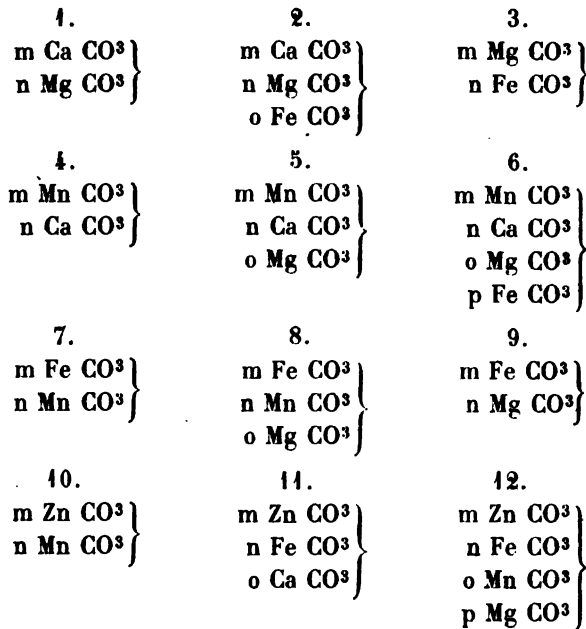 1. 2. 3.
m Ca CO³ m Ca CO³ m Mg CO³
n Mg CO³ n Mg CO³ n Fe CO³
o Fe CO³
4. 5. 6.
m Mn CO³ m Mn CO³ m Mn CO³
n Ca CO³ n Ca CO³ n Ca CO³
o Mg CO³ o Mg CO³
p Fe CO³
7. 8. 9.
m Fe CO³ m Fe CO³ m Fe CO³
n Mn CO³ n Mn CO³ n Mg CO³
o Mg CO³
10. 11. 12.
m Zn CO³ m Zn CO³ m Zn CO³
n Mn CO³ n Fe CO³ n Fe CO³
o Ca CO³ o Mn CO³
p Mg CO³